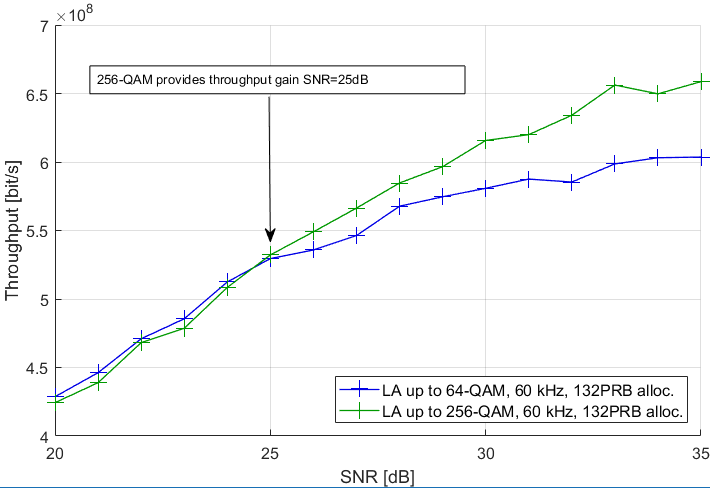 ×10⁸
7
6.5
6
5.5
5
4.5
4
Throughput [bit/s]
256-QAM provides throughput gain SNR=25dB
LA up to 64-QAM, 60 kHz, 132PRB alloc.
LA up to 256-QAM, 60 kHz, 132PRB alloc.
20
25
30
35
SNR [dB]